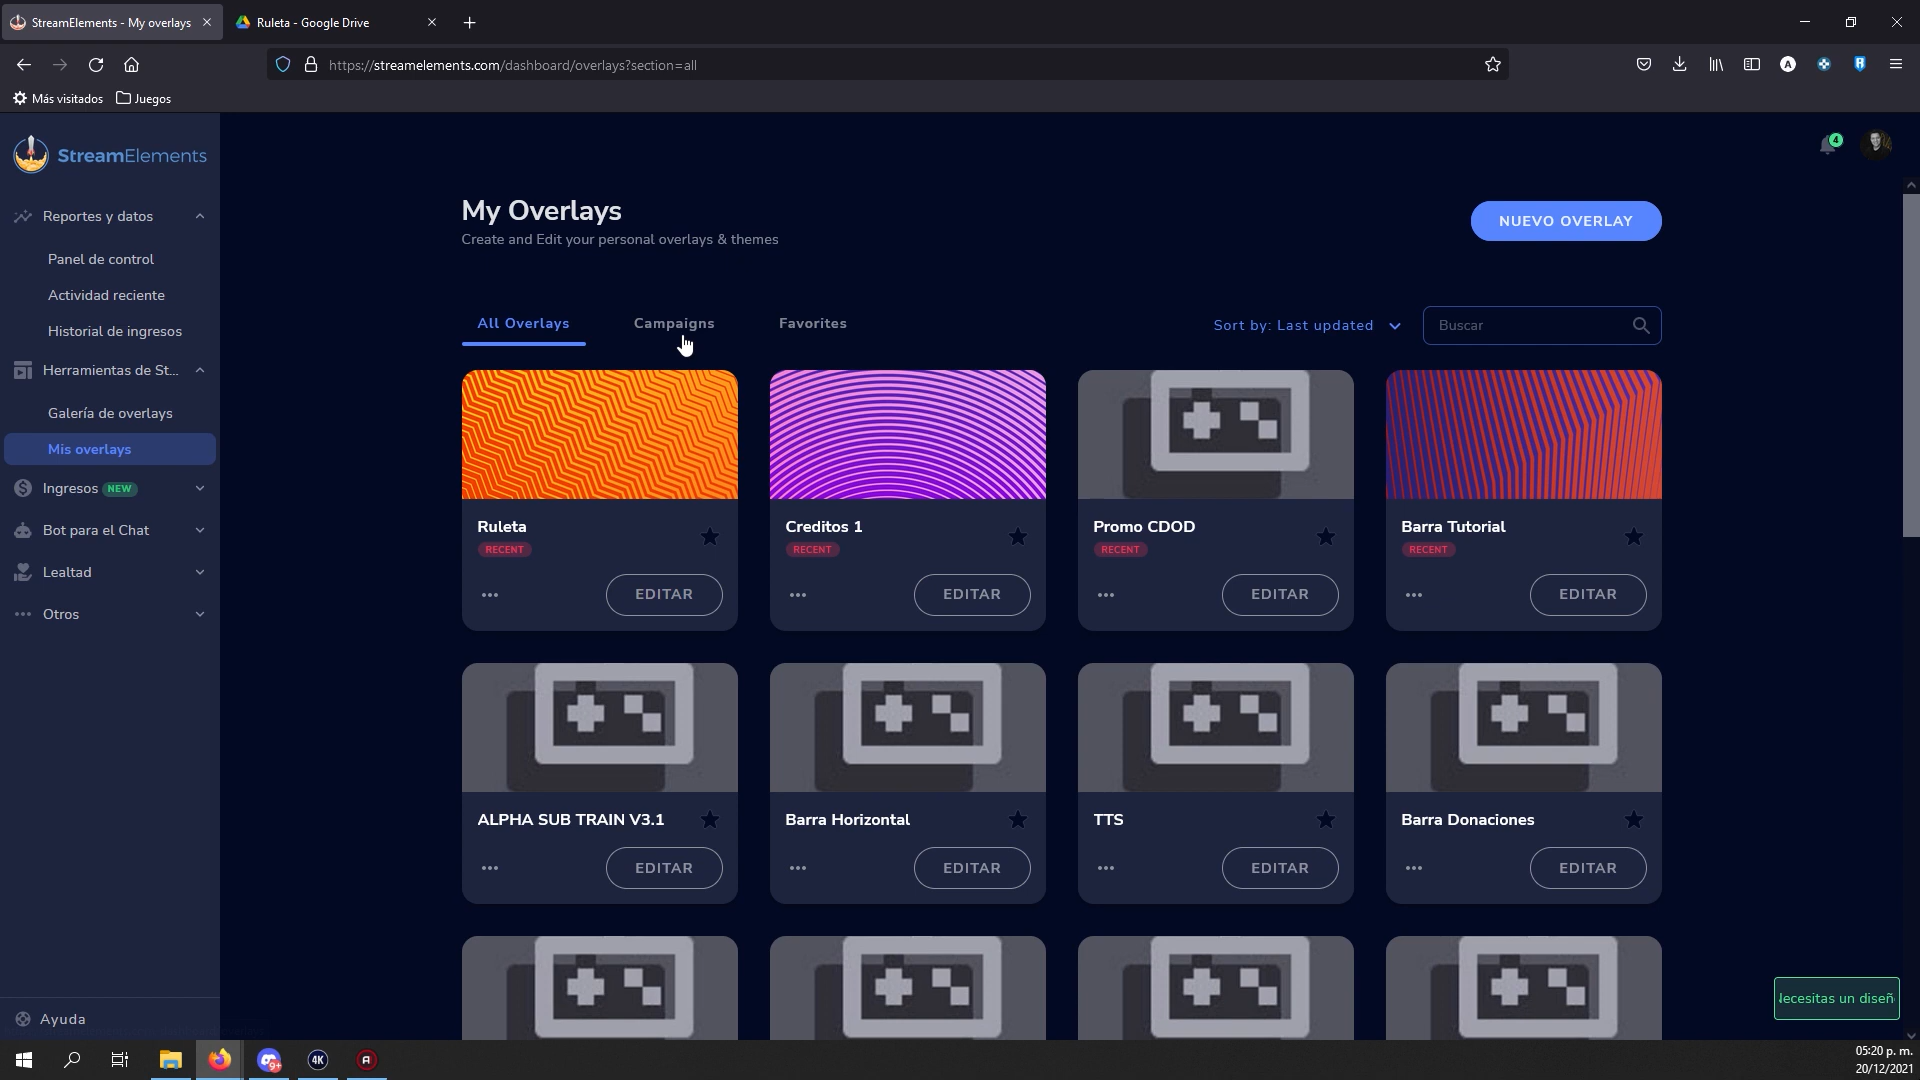 StreamElements - My overlays
Ruleta - Google Drive
https://streamelements.com/dashboard/overlays?section=all
A
Más visitados
Juegos
StreamElements
4
Reportes y datos
Panel de control
Actividad reciente
Historial de ingresos
Herramientas de St...
Galería de overlays
Mis overlays
Ingresos NEW
Bot para el Chat
Lealtad
Otros
Ayuda
My Overlays
Create and Edit your personal overlays & themes
NUEVO OVERLAY
All Overlays
Campaigns
Favorites
Sort by: Last updated
Buscar
Ruleta
RECENT
EDITAR
Creditos 1
RECENT
EDITAR
Promo CDOD
RECENT
EDITAR
Barra Tutorial
RECENT
EDITAR
ALPHA SUB TRAIN V3.1
EDITAR
Barra Horizontal
EDITAR
TTS
EDITAR
Barra Donaciones
EDITAR
un diseñ
9+
4K
A
05:20 p. m.
20/12/2021